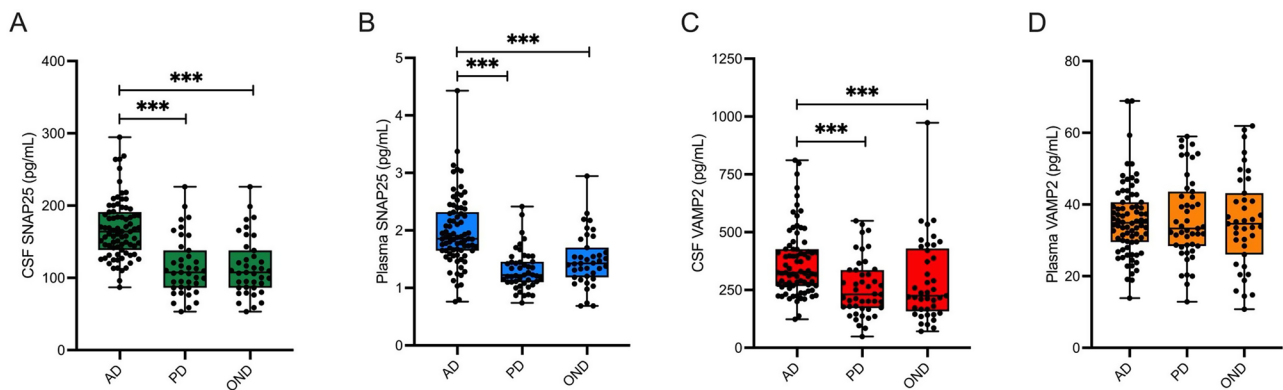 A
CSF SNAP25 (pg/mL)
400
300
200
100
0
***
***
AD
PD
OND
B
Plasma SNAP25 (pg/mL)
5
4
3
2
1
0
***
***
AD
PD
OND
C
CSF VAMP2 (pg/mL)
1250
1000
750
500
250
0
***
***
AD
PD
OND
D
Plasma VAMP2 (pg/mL)
80
60
40
20
0
AD
PD
OND